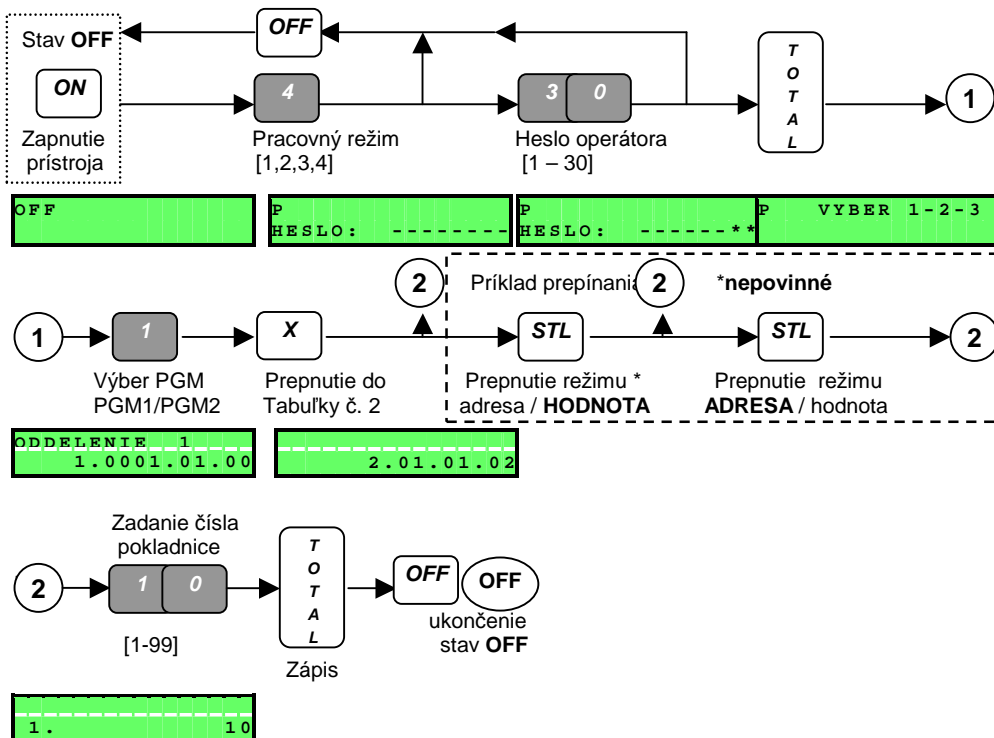 Stav OFF
OFF
ON
4
3 0
TOTAL
1
Zapnutie
prístroja
Pracovný režim
[1,2,3,4]
Heslo operátora
[1 – 30]
OFF
P
HESLO: --------
P
HESLO: ------**
P VYBER 1-2-3
2
Príklad prepínani
2
*nepovinné
1
1
X
STL
STL
2
Výber PGM
PGM1/PGM2
Prepnutie do
Tabuľky č. 2
Prepnutie režimu *
adresa / HODNOTA
Prepnutie režimu
ADRESA / hodnota
ODDELENIE 1
1.0001.01.00
2.01.01.02
Zadanie čísla
pokladnice
2
1 0
TOTAL
OFF
OFF
[1-99]
Zápis
ukončenie
stav OFF
1. 10